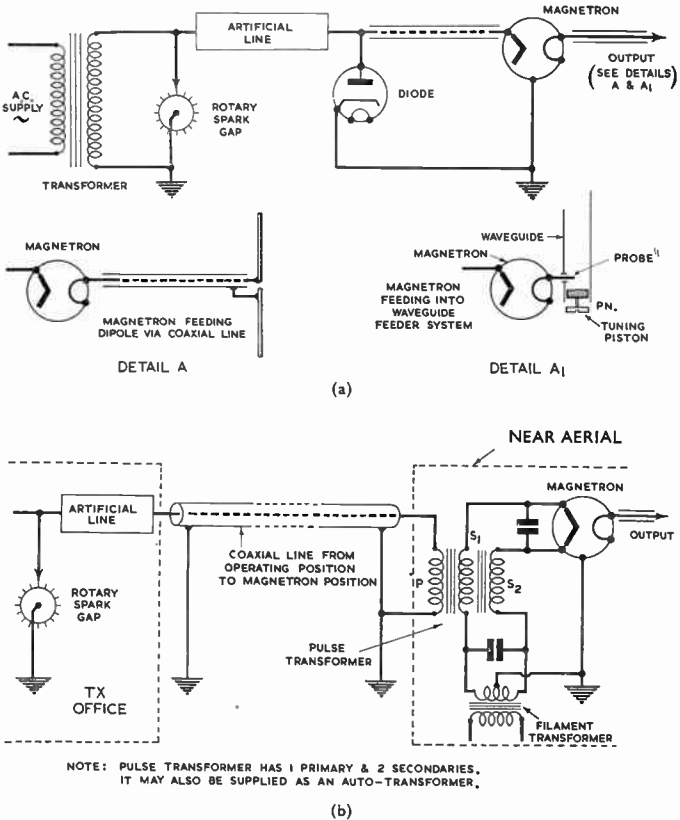 MAGNETRON
ARTIFICIAL
LINE
A.C.
SUPPLY
~
ROTARY
SPARK
GAP
DIODE
OUTPUT
(SEE DETAILS
A & A1)
TRANSFORMER
MAGNETRON
MAGNETRON FEEDING
DIPOLE VIA COAXIAL LINE
DETAIL A
WAVEGUIDE
MAGNETRON
PROBE
MAGNETRON
FEEDING INTO
WAVEGUIDE
FEEDER SYSTEM
PN.
TUNING
PISTON
DETAIL A1
(a)
NEAR AERIAL
ARTIFICIAL
LINE
MAGNETRON
OUTPUT
COAXIAL LINE FROM
OPERATING POSITION
TO MAGNETRON POSITION
P
S1
S2
ROTARY
SPARK
GAP
PULSE
TRANSFORMER
TX
OFFICE
FILAMENT
TRANSFORMER
NOTE: PULSE TRANSFORMER HAS 1 PRIMARY & 2 SECONDARIES.
IT MAY ALSO BE SUPPLIED AS AN AUTO-TRANSFORMER.
(b)